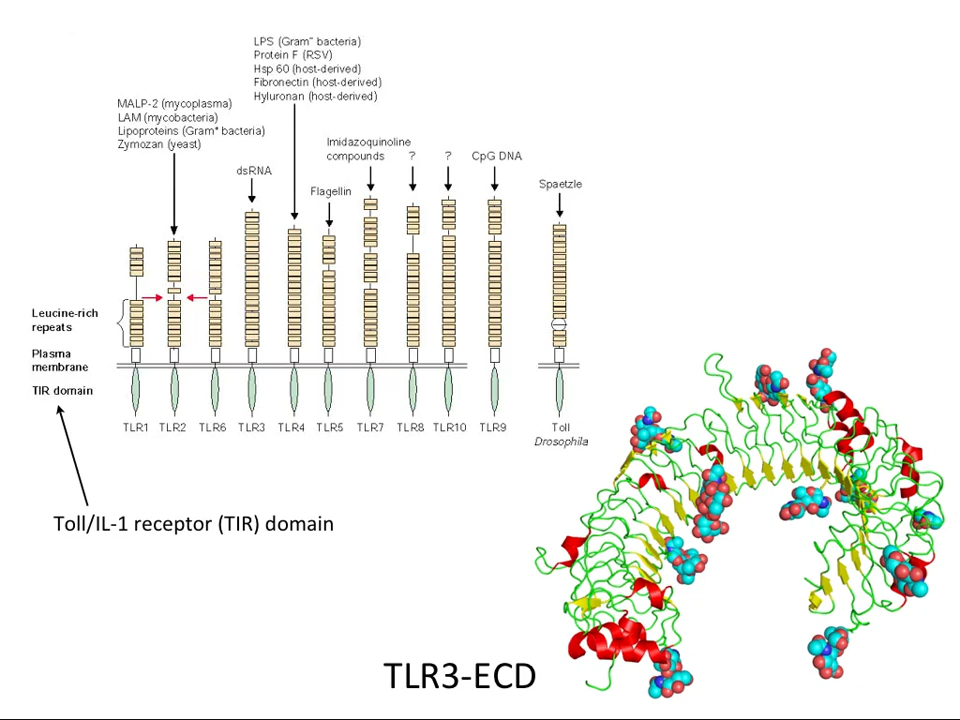 LPS (Gram⁻ bacteria)
Protein F (RSV)
Hsp 60 (host-derived)
Fibronectin (host-derived)
Hyluronan (host-derived)
MALP-2 (mycoplasma)
LAM (mycobacteria)
Lipoproteins (Gram⁺ bacteria)
Zymozan (yeast)
dsRNA
Flagellin
Imidazoquinoline
compounds
?
?
CpG DNA
Spaetzle
Leucine-rich
repeats
Plasma
membrane
TIR domain
TLR1 TLR2 TLR6 TLR3 TLR4 TLR5 TLR7 TLR8 TLR10 TLR9 Toll
Drosophila
Toll/IL-1 receptor (TIR) domain
TLR3-ECD